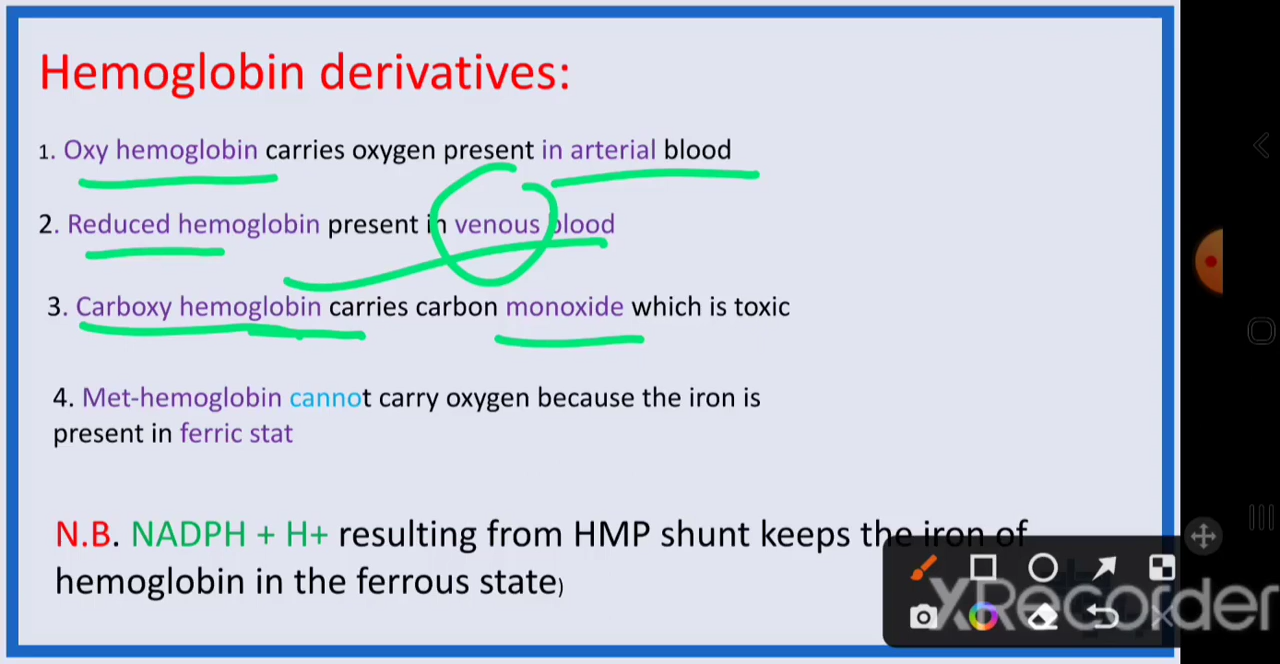 Hemoglobin derivatives:
1. Oxy hemoglobin carries oxygen present in arterial blood
2. Reduced hemoglobin present in venous blood
3. Carboxy hemoglobin carries carbon monoxide which is toxic
4. Met-hemoglobin cannot carry oxygen because the iron is
present in ferric stat
N.B. NADPH + H+ resulting from HMP shunt keeps the iron of
hemoglobin in the ferrous state)
XRecorder